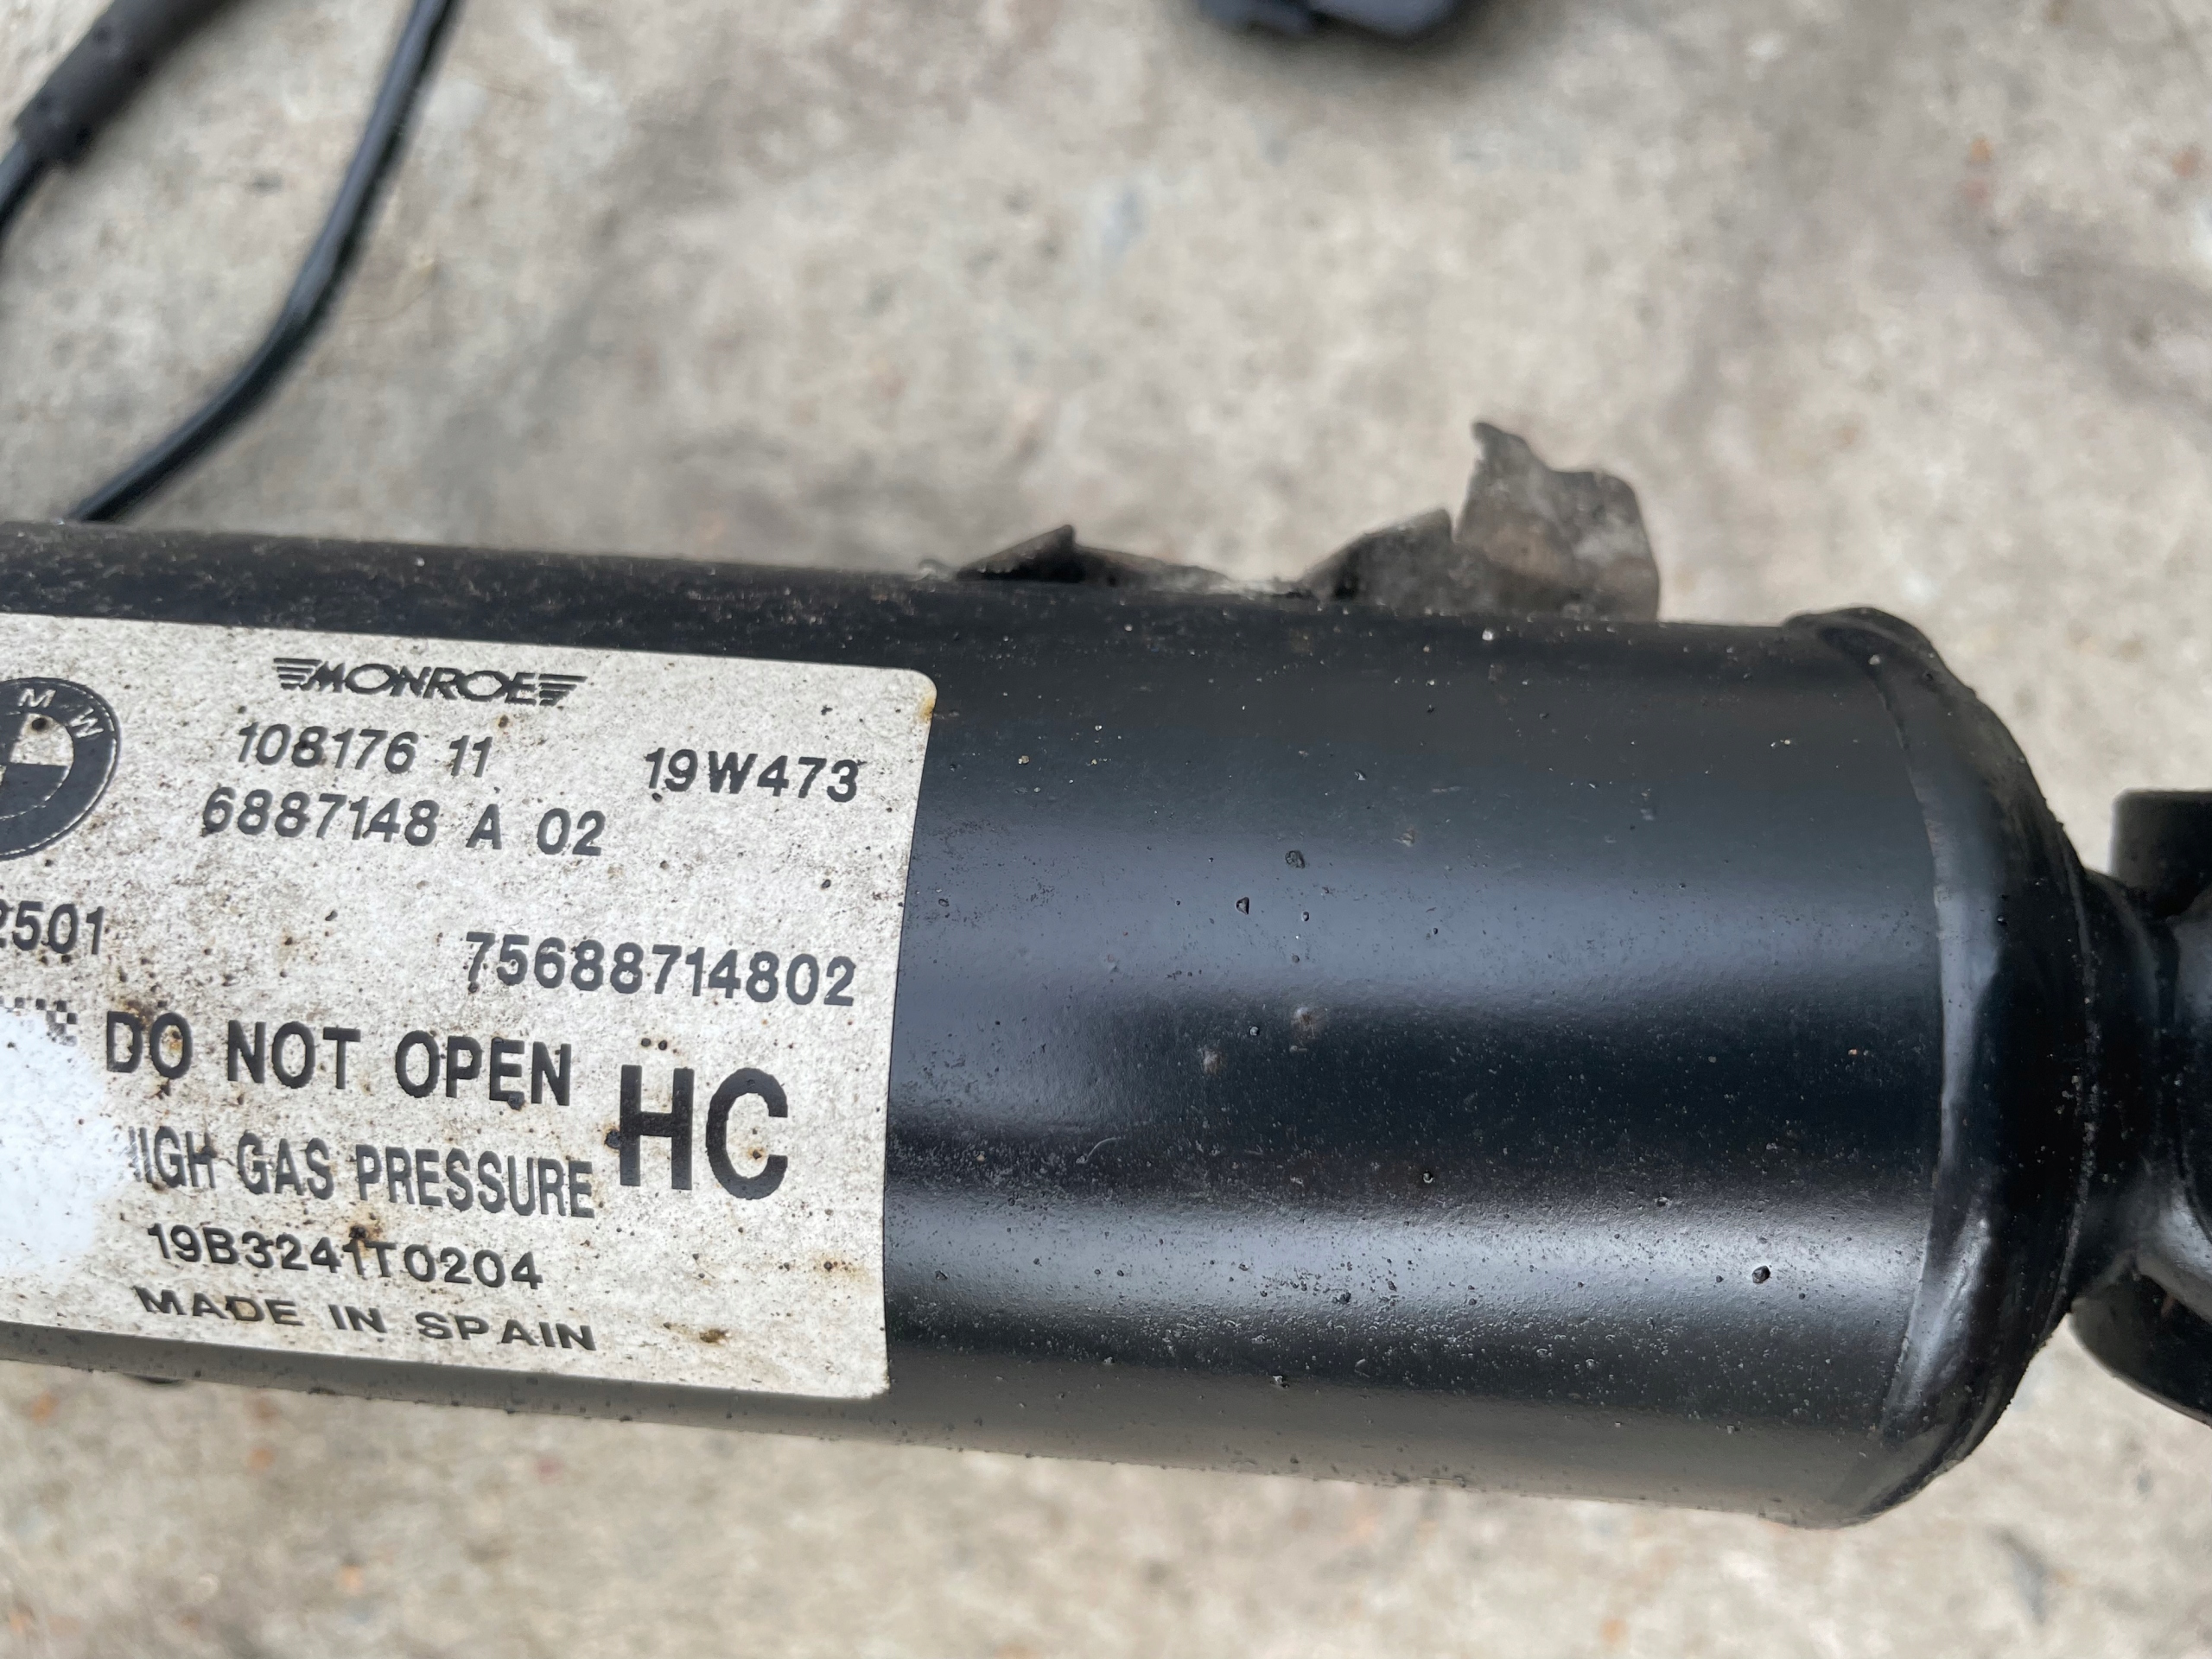 MONROE
BMW
108176 11 19W473
6887148 A 02
2501 75688714802
DO NOT OPEN HC
HIGH GAS PRESSURE
19B3241T0204
MADE IN SPAIN